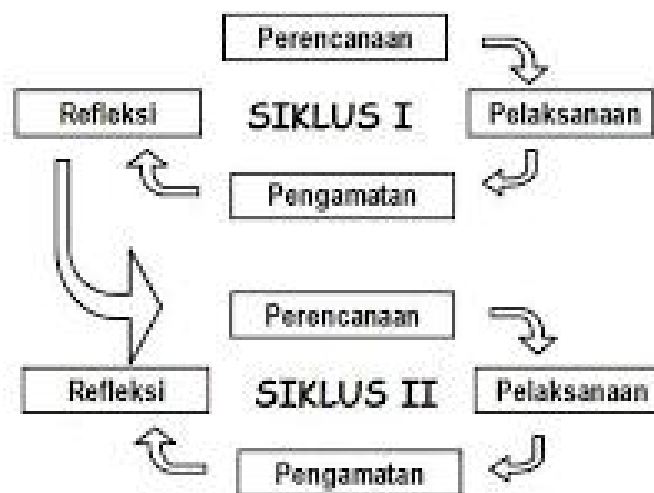 Perencanaan
Refleksi
SIKLUS I
Pelaksanaan
Pengamatan
Perencanaan
Refleksi
SIKLUS II
Pelaksanaan
Pengamatan